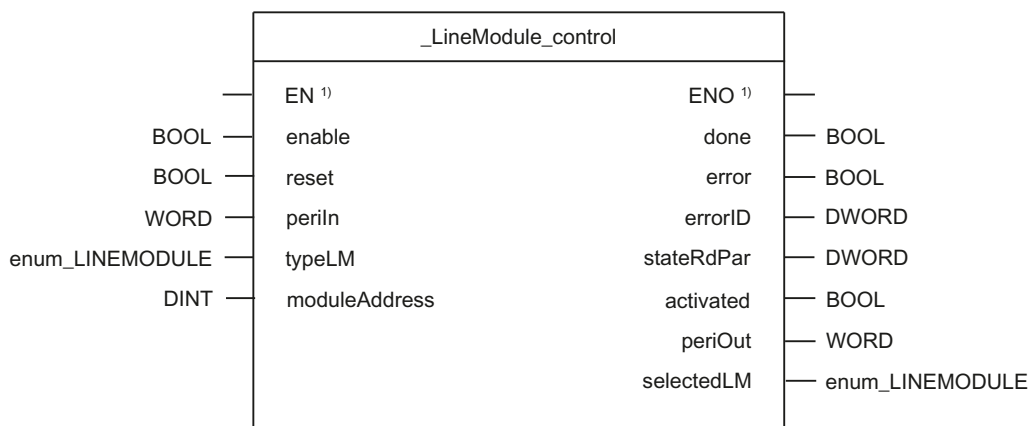 _LineModule_control
EN 1) ENO 1)
BOOL enable done BOOL
BOOL reset error BOOL
WORD periIn errorID DWORD
enum_LINEMODULE typeLM stateRdPar DWORD
DINT moduleAddress activated BOOL
periOut WORD
selectedLM enum_LINEMODULE